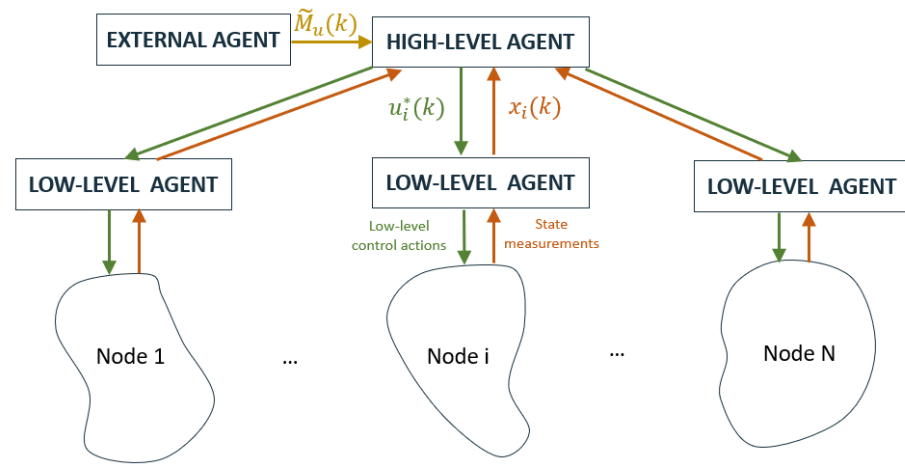 M̃ᵤ(k)
EXTERNAL AGENT
HIGH-LEVEL AGENT
uᵢ*(k)
xᵢ(k)
LOW-LEVEL AGENT
LOW-LEVEL AGENT
LOW-LEVEL AGENT
Low-level
control actions
State
measurements
Node 1
...
Node i
...
Node N